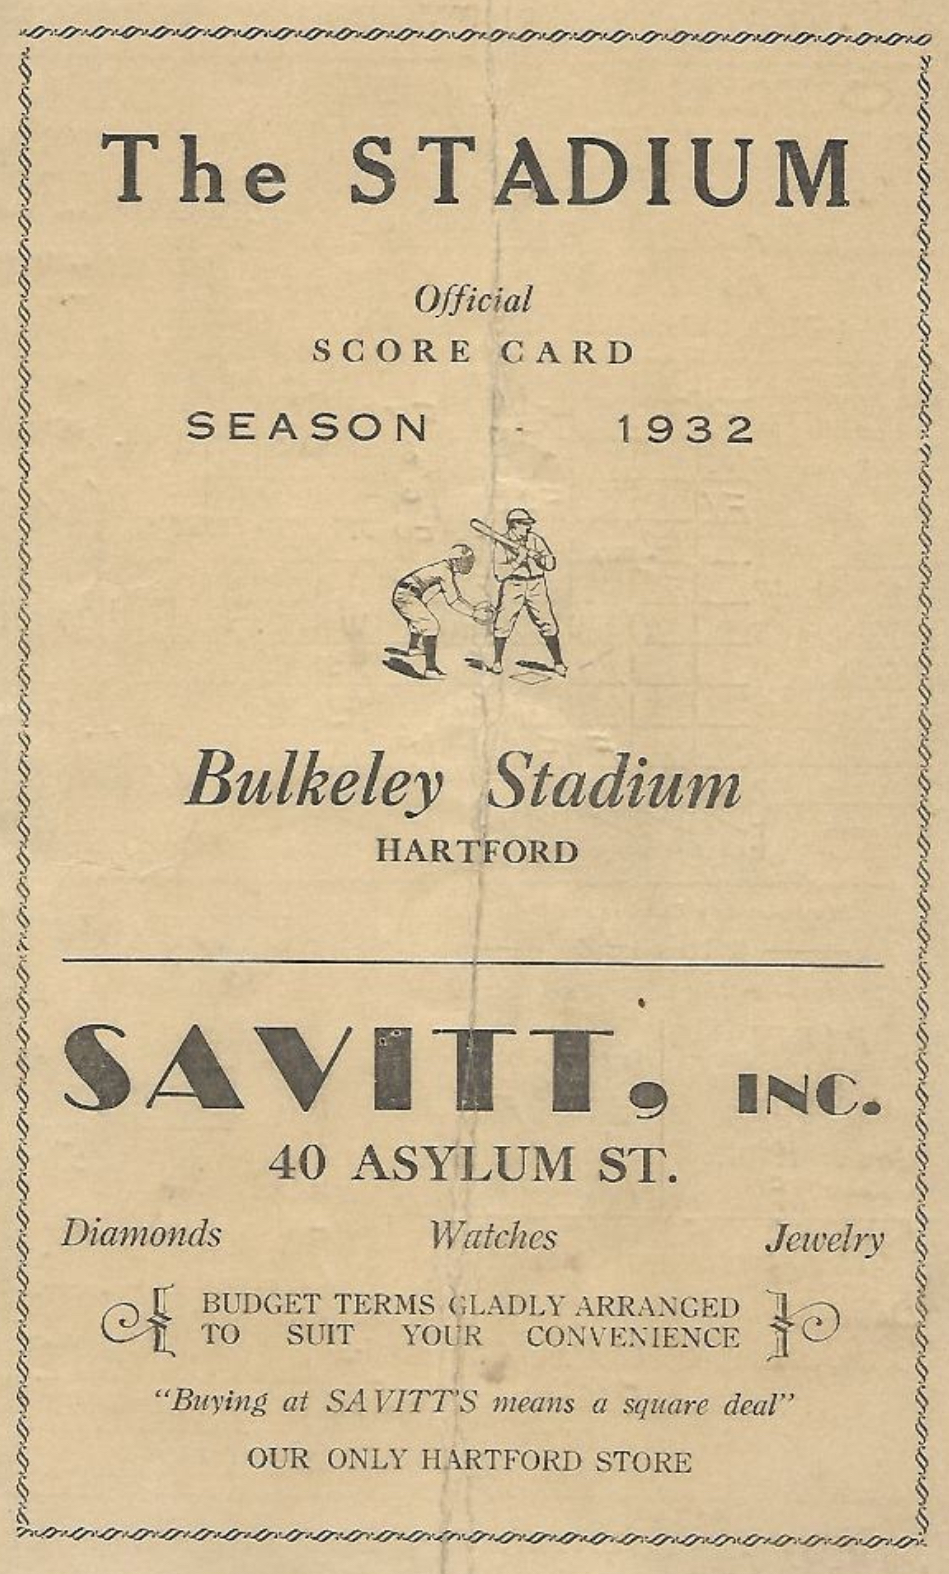 The STADIUM
Official
SCORE CARD
SEASON - 1932
Bulkeley Stadium
HARTFORD
SAVITT, INC.
40 ASYLUM ST.
Diamonds Watches Jewelry
BUDGET TERMS GLADLY ARRANGED
TO SUIT YOUR CONVENIENCE
"Buying at SAVITT'S means a square deal"
OUR ONLY HARTFORD STORE